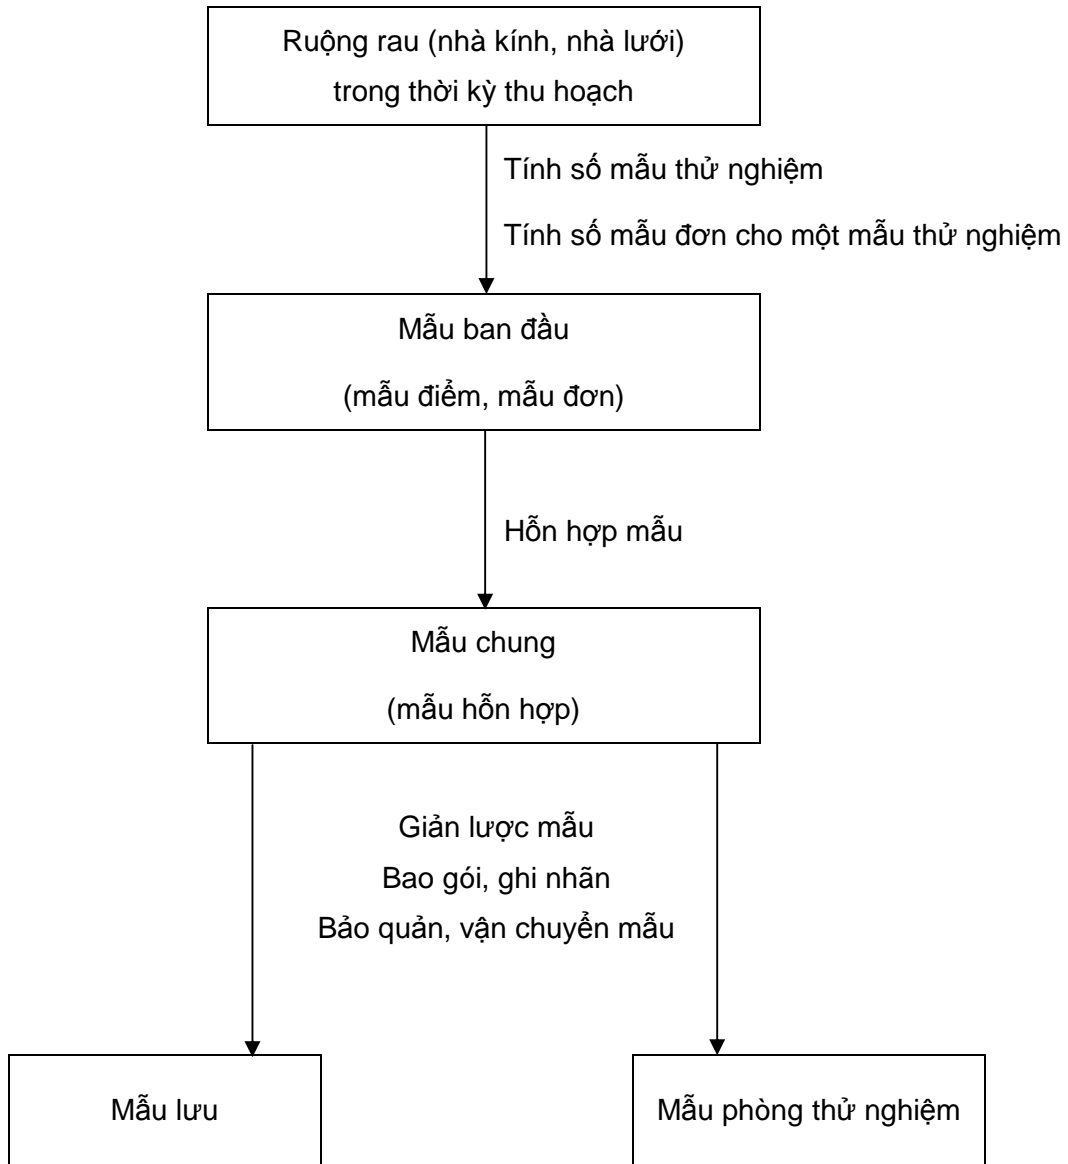 Ruộng rau (nhà kính, nhà lưới)
trong thời kỳ thu hoạch
Tính số mẫu thử nghiệm
Tính số mẫu đơn cho một mẫu thử nghiệm
Mẫu ban đầu
(mẫu điểm, mẫu đơn)
Hỗn hợp mẫu
Mẫu chung
(mẫu hỗn hợp)
Giản lược mẫu
Bao gói, ghi nhãn
Bảo quản, vận chuyển mẫu
Mẫu lưu
Mẫu phòng thử nghiệm